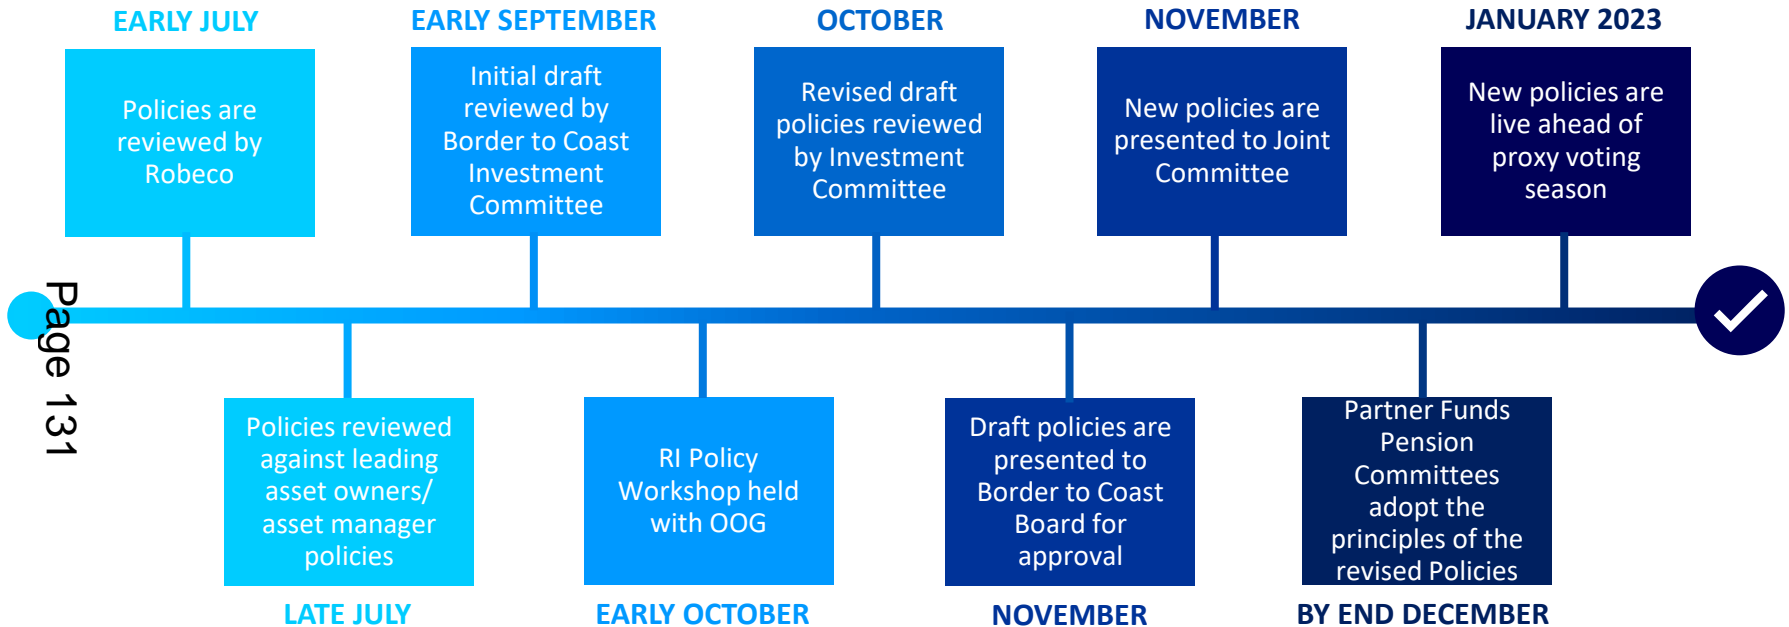 EARLY JULY
Policies are
reviewed by
Robeco
EARLY SEPTEMBER
Initial draft
reviewed by
Border to Coast
Investment
Committee
OCTOBER
Revised draft
policies reviewed
by Investment
Committee
NOVEMBER
New policies are
presented to Joint
Committee
JANUARY 2023
New policies are
live ahead of
proxy voting
season
Page 131
Policies reviewed
against leading
asset owners/
asset manager
policies
LATE JULY
RI Policy
Workshop held
with OOG
EARLY OCTOBER
Draft policies are
presented to
Border to Coast
Board for
approval
NOVEMBER
Partner Funds
Pension
Committees
adopt the
principles of the
revised Policies
BY END DECEMBER